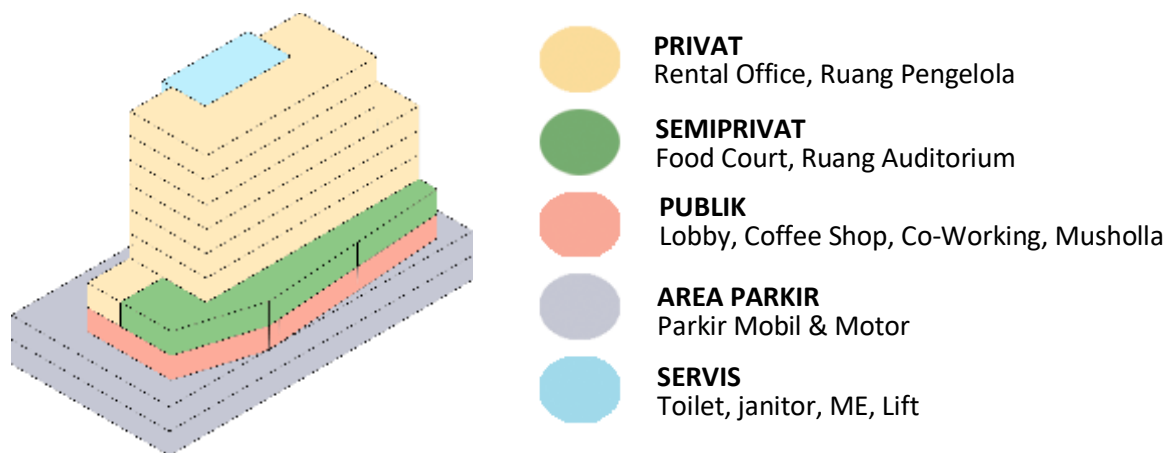 PRIVAT
Rental Office, Ruang Pengelola
SEMIPRIVAT
Food Court, Ruang Auditorium
PUBLIK
Lobby, Coffee Shop, Co-Working, Musholla
AREA PARKIR
Parkir Mobil & Motor
SERVIS
Toilet, janitor, ME, Lift